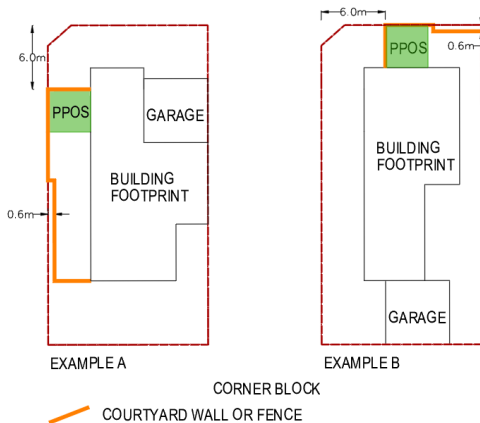 6.0m
6.0m
PPOS
0.6m
PPOS
GARAGE
BUILDING
FOOTPRINT
BUILDING
FOOTPRINT
0.6m
GARAGE
EXAMPLE A
EXAMPLE B
CORNER BLOCK
COURTYARD WALL OR FENCE